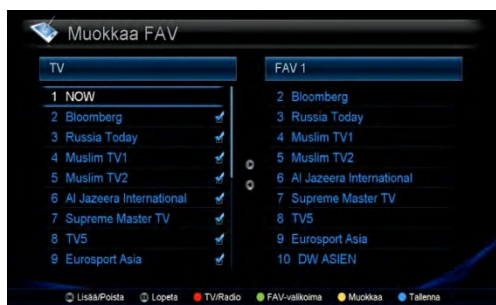 Muokkaa FAV
TV
1 NOW
2 Bloomberg
3 Russia Today
4 Muslim TV1
5 Muslim TV2
6 Al Jazeera International
7 Supreme Master TV
8 TV5
9 Eurosport Asia
FAV 1
2 Bloomberg
3 Russia Today
4 Muslim TV1
5 Muslim TV2
6 Al Jazeera International
7 Supreme Master TV
8 TV5
9 Eurosport Asia
10 DW ASIEN
Lisää/Poista Lopeta TV/Radio FAV-valikoima Muokkaa Tallenna